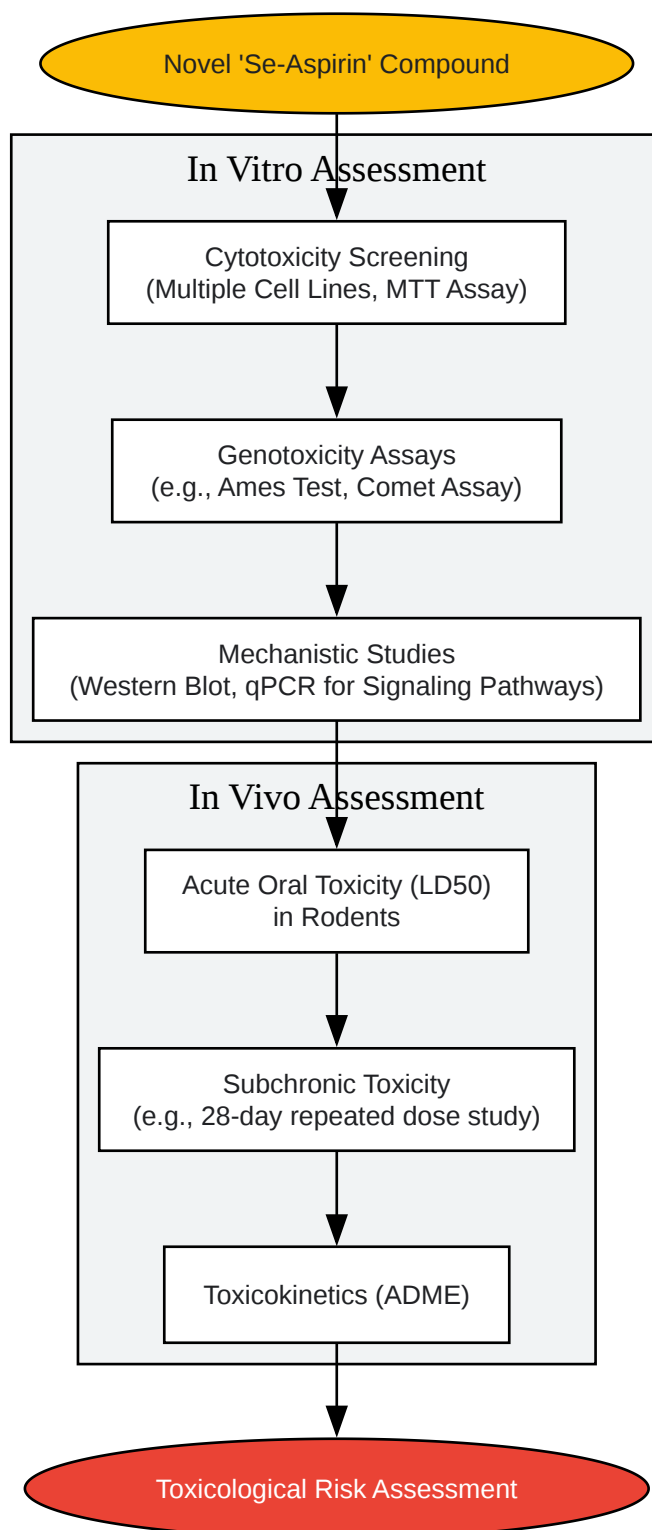 Novel 'Se-Aspirin' Compound
In Vitro Assessment
Cytotoxicity Screening
(Multiple Cell Lines, MTT Assay)
Genotoxicity Assays
(e.g., Ames Test, Comet Assay)
Mechanistic Studies
(Western Blot, qPCR for Signaling Pathways)
In Vivo Assessment
Acute Oral Toxicity (LD50)
in Rodents
Subchronic Toxicity
(e.g., 28-day repeated dose study)
Toxicokinetics (ADME)
Toxicological Risk Assessment